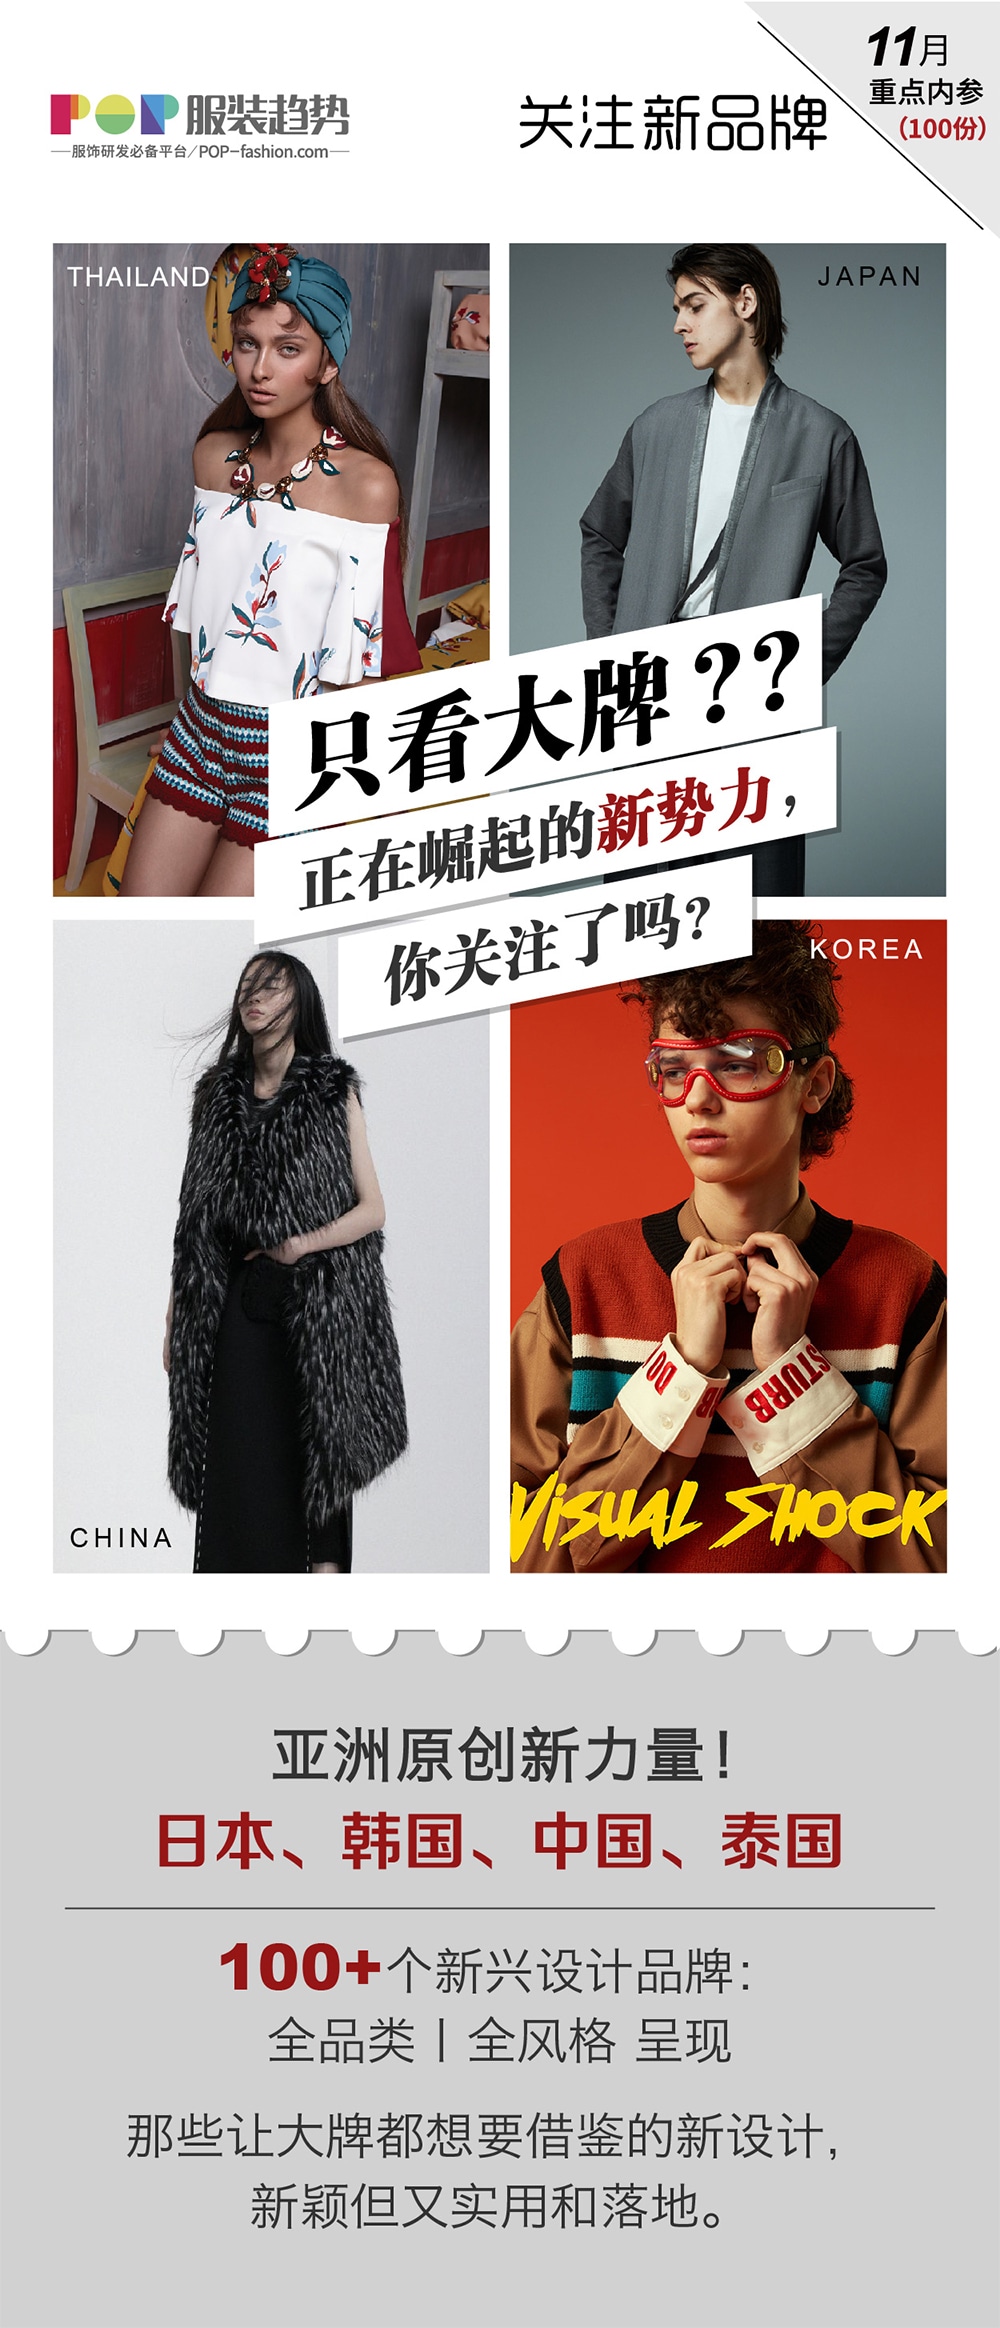 POP服装趋势
服饰研发必备平台/POP-fashion.com
关注新品牌
11月
重点内参
(100份)
THAILAND
JAPAN
只看大牌??
正在崛起的新势力，
你关注了吗?
KOREA
DO
RB
STURB
VISUAL SHOCK
CHINA
亚洲原创新力量!
日本、韩国、中国、泰国
100+个新兴设计品牌:
全品类丨全风格 呈现
那些让大牌都想要借鉴的新设计,
新颖但又实用和落地。